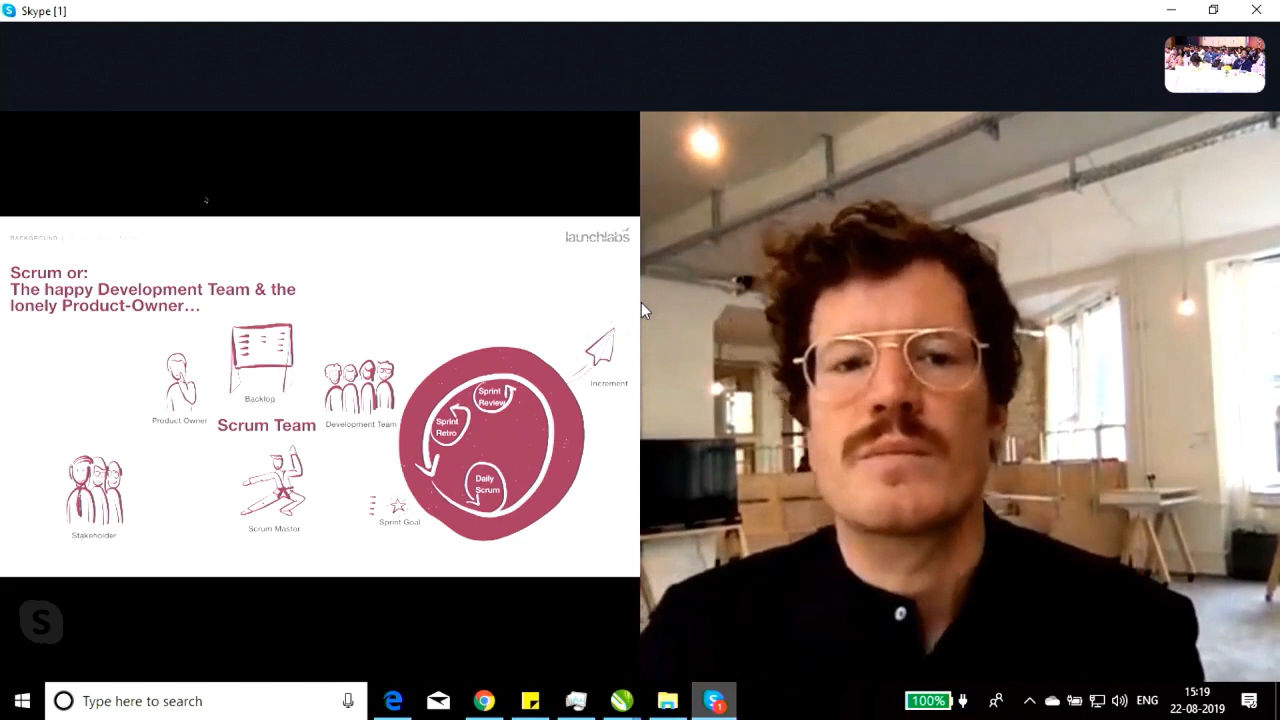 Skype [1]
BACKGROUND |
launchlabs
Scrum or:
The happy Development Team & the
lonely Product-Owner...
Increment
Product Owner
Backlog
Development Team
Scrum Team
Sprint
Review
Sprint
Retro
Daily
Scrum
Sprint Goal
Scrum Master
Stakeholder
S
Type here to search
1
100%
ENG
15:19
22-08-2019